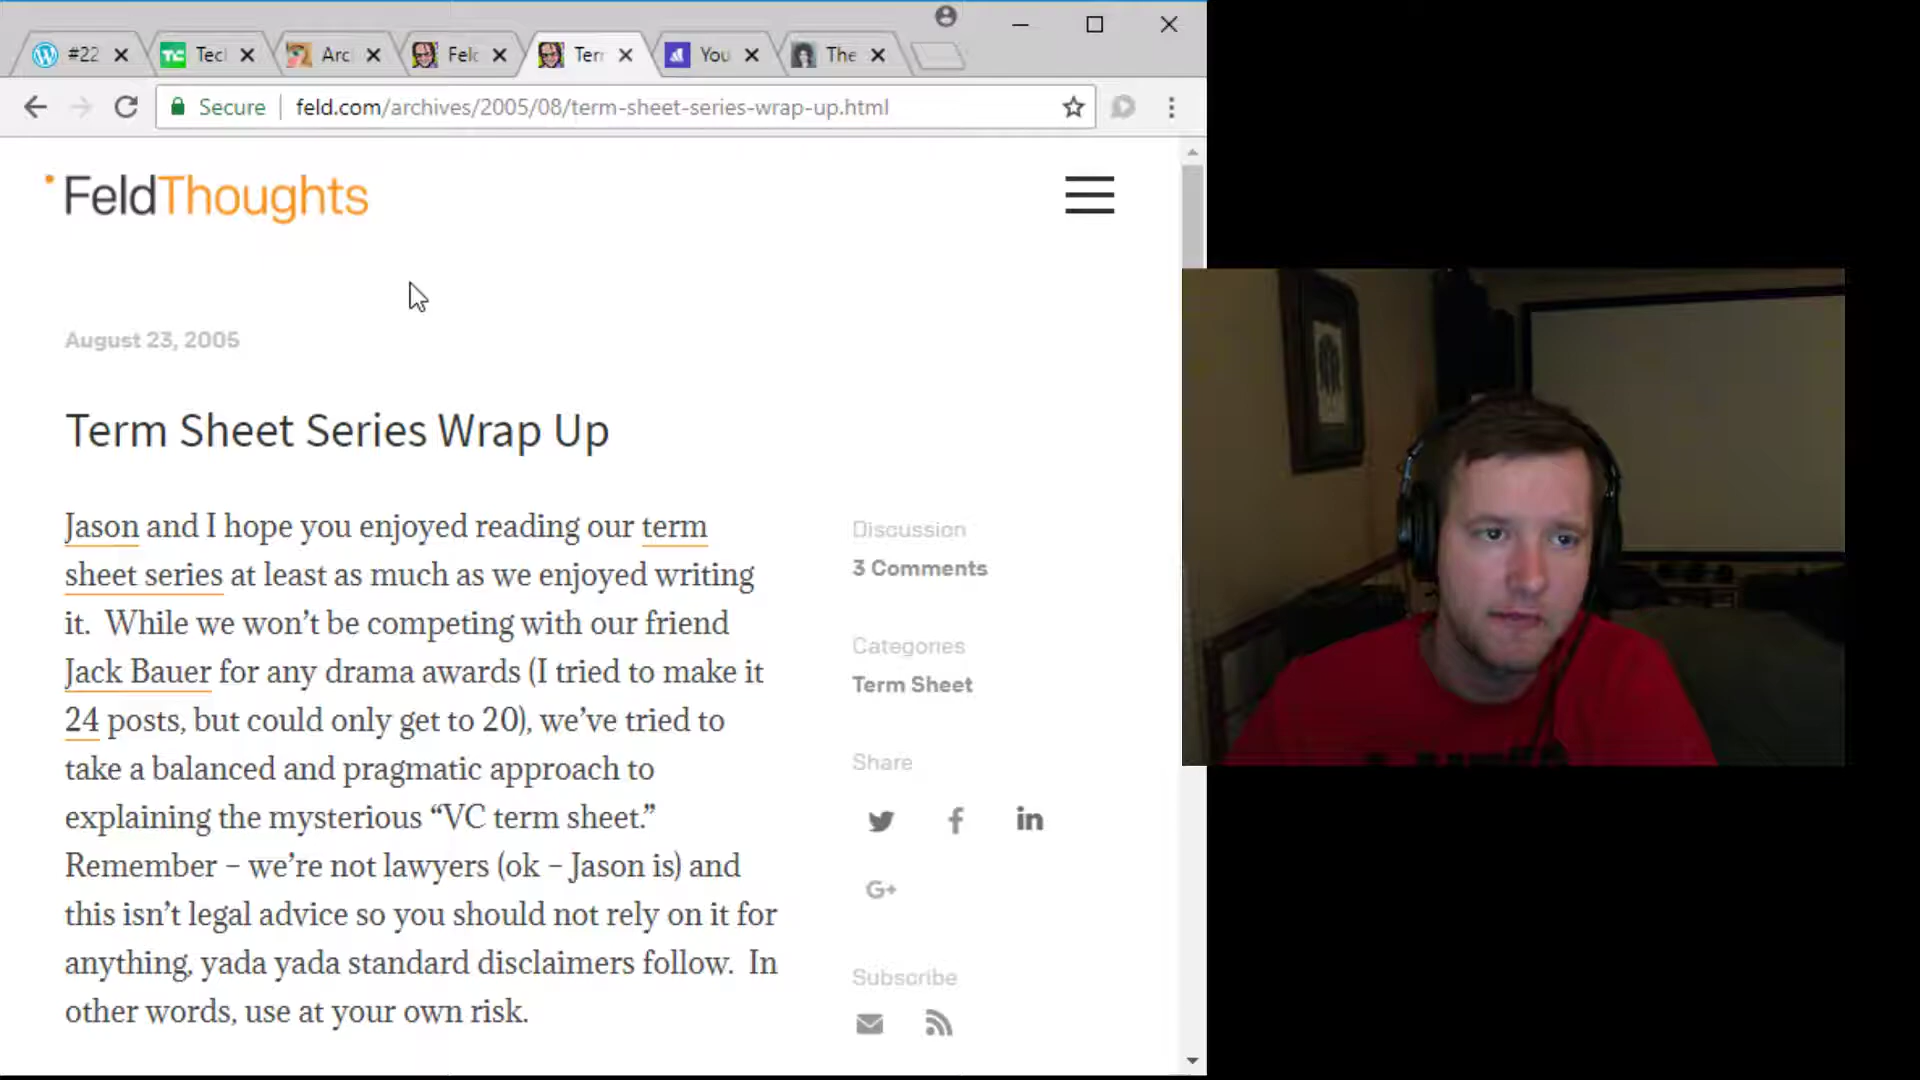 #22
TC Tecl
Arc
Felc
Terr
You
The
Secure feld.com/archives/2005/08/term-sheet-series-wrap-up.html
FeldThoughts
August 23, 2005
Term Sheet Series Wrap Up
Jason and I hope you enjoyed reading our term
sheet series at least as much as we enjoyed writing
it. While we won't be competing with our friend
Jack Bauer for any drama awards (I tried to make it
24 posts, but could only get to 20), we've tried to
take a balanced and pragmatic approach to
explaining the mysterious “VC term sheet.”
Remember – we're not lawyers (ok – Jason is) and
this isn't legal advice so you should not rely on it for
anything, yada yada standard disclaimers follow. In
other words, use at your own risk.
Discussion
3 Comments
Categories
Term Sheet
Share
f
in
G+
Subscribe